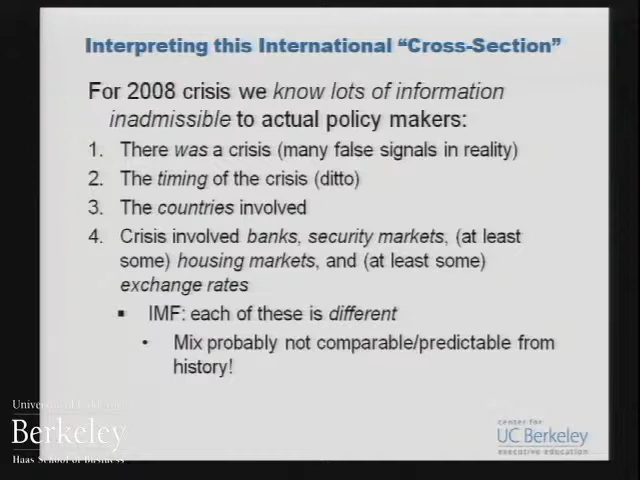 Interpreting this International “Cross-Section”
For 2008 crisis we know lots of information
inadmissible to actual policy makers:
1. There was a crisis (many false signals in reality)
2. The timing of the crisis (ditto)
3. The countries involved
4. Crisis involved banks, security markets, (at least
some) housing markets, and (at least some)
exchange rates
▪ IMF: each of these is different
• Mix probably not comparable/predictable from
history!
University of California
Berkeley
Haas School of Business
center for
UC Berkeley
executive education